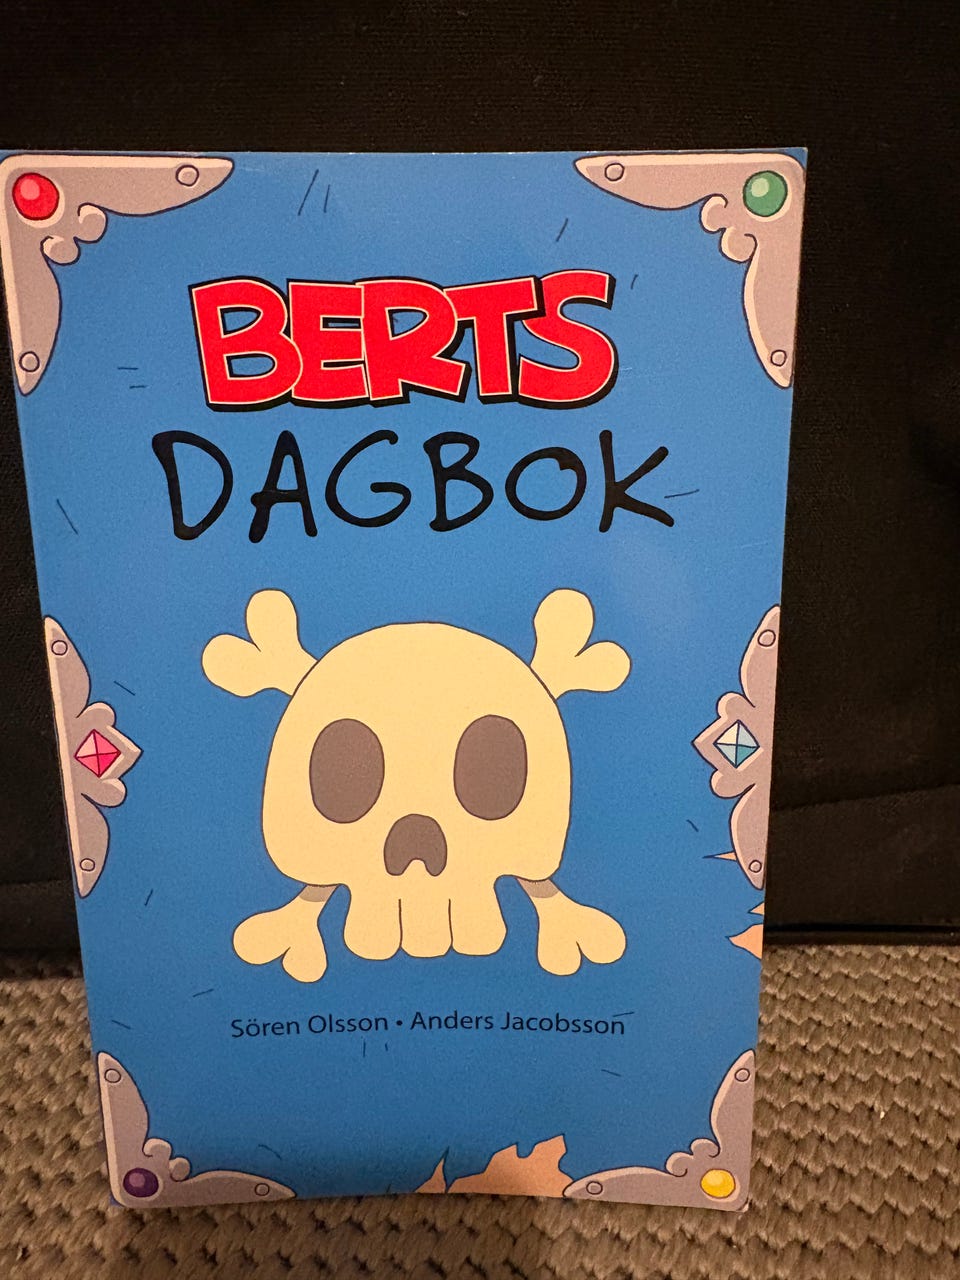 BERTS
DAGBOK
Sören Olsson • Anders Jacobsson